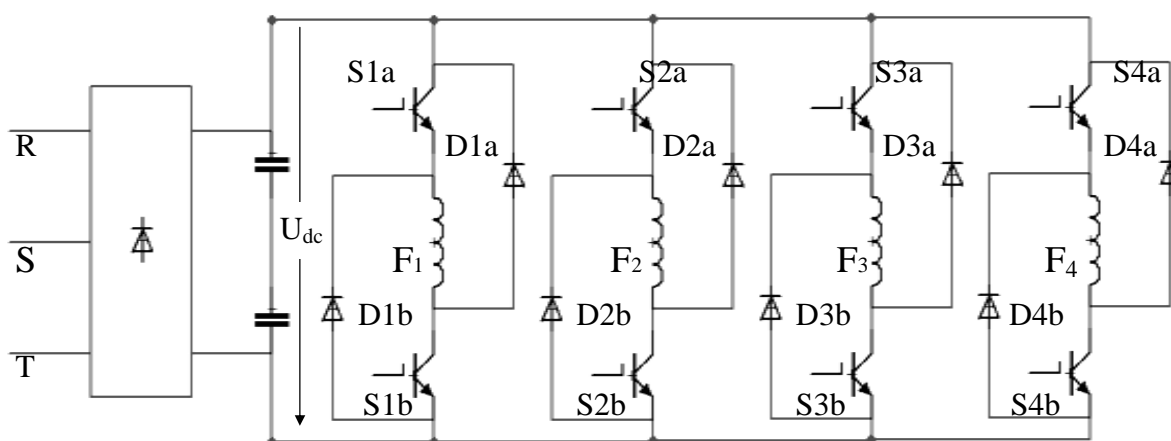 S1a
S2a
S3a
S4a
R
D1a
D2a
D3a
D4a
Udc
S
F1
F2
F3
F4
D1b
D2b
D3b
D4b
T
S1b
S2b
S3b
S4b